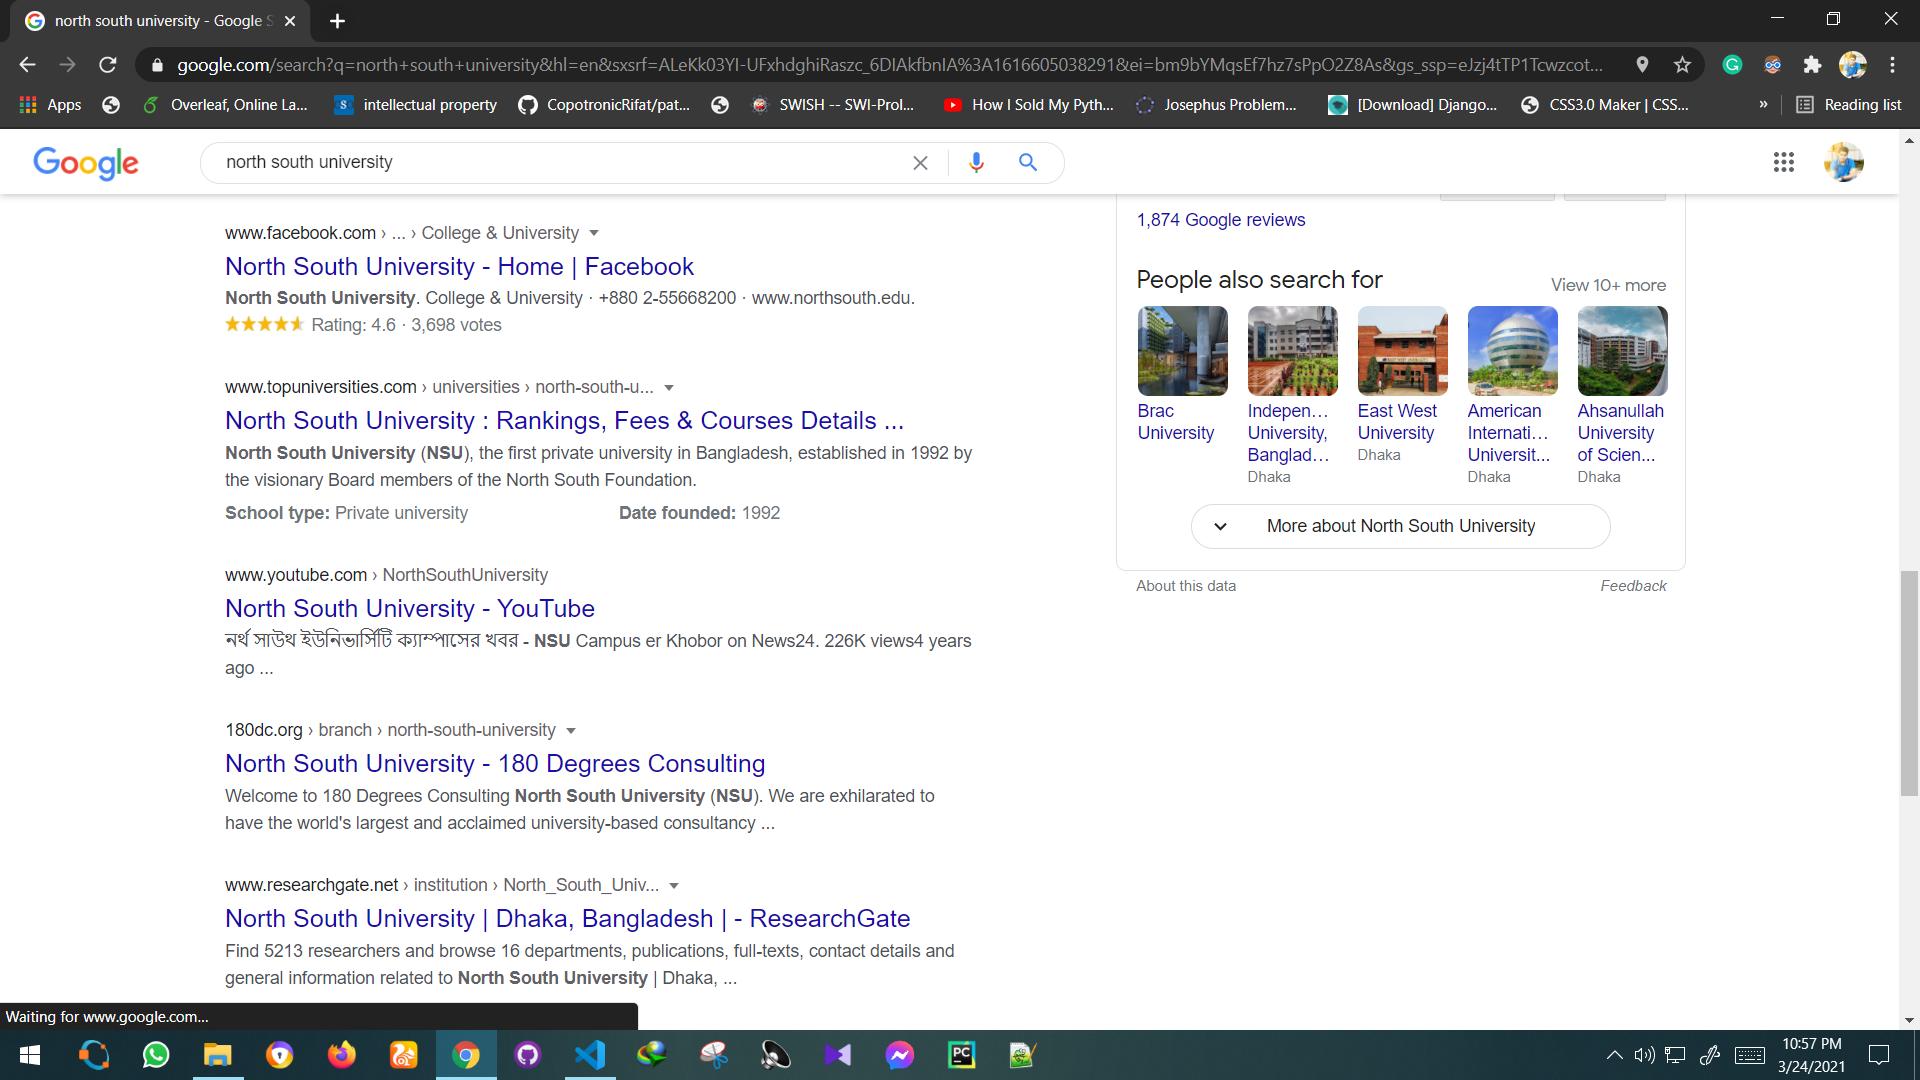 north south university - Google S
google.com/search?q=north+south+university&hl=en&sxsrf=ALeKk03YI-UFxhdghiRaszc_6DIAkfbnIA%3A1616605038291&ei=bm9bYMqsEf7hz7sPpO2Z8As&gs_ssp=eJzj4tTP1Tcwzcot...
Apps
Overleaf, Online La...
intellectual property
CopotronicRifat/pat...
SWISH -- SWI-Prol...
How I Sold My Pyth...
Josephus Problem...
[Download] Django...
CSS3.0 Maker | CSS...
»
Reading list
Google
north south university
www.facebook.com › ... › College & University
North South University - Home | Facebook
North South University. College & University · +880 2-55668200 · www.northsouth.edu.
Rating: 4.6 · 3,698 votes
www.topuniversities.com › universities › north-south-u...
North South University : Rankings, Fees & Courses Details ...
North South University (NSU), the first private university in Bangladesh, established in 1992 by
the visionary Board members of the North South Foundation.
School type: Private university
Date founded: 1992
www.youtube.com › NorthSouthUniversity
North South University - YouTube
নর্থ সাউথ ইউনিভার্সিটি ক্যাম্পাসের খবর - NSU Campus er Khobor on News24. 226K views4 years
ago ...
180dc.org › branch › north-south-university
North South University - 180 Degrees Consulting
Welcome to 180 Degrees Consulting North South University (NSU). We are exhilarated to
have the world's largest and acclaimed university-based consultancy ...
www.researchgate.net › institution › North_South_Univ...
North South University | Dhaka, Bangladesh | - ResearchGate
Find 5213 researchers and browse 16 departments, publications, full-texts, contact details and
general information related to North South University | Dhaka, ...
1,874 Google reviews
People also search for
View 10+ more
Brac
University
Indepen...
University,
Banglad...
Dhaka
East West
University
Dhaka
American
Internati...
Universit...
Dhaka
Ahsanullah
University
of Scien...
Dhaka
More about North South University
About this data
Feedback
Waiting for www.google.com...
PC
10:57 PM
3/24/2021